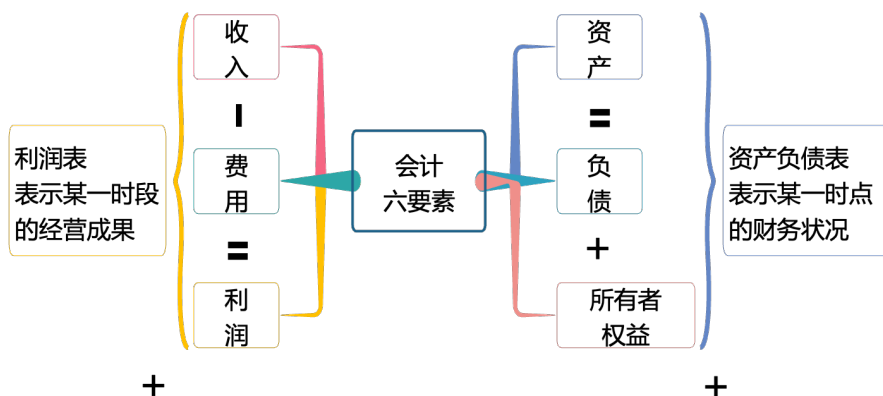 收
入
−
费
用
=
利
润
利润表
表示某一时段
的经营成果
会计
六要素
资
产
=
负
债
+
所有者
权益
资产负债表
表示某一时点
的财务状况
+
+